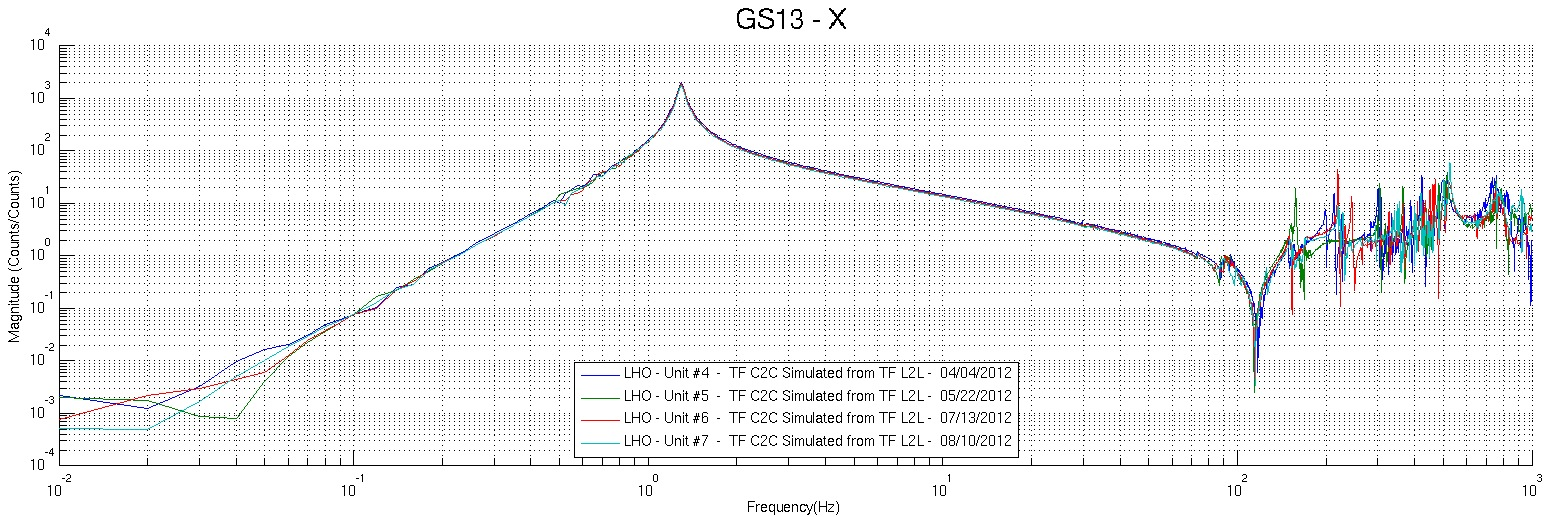 GS13 - X
10^4
10^3
10^2
10^1
10^0
10^-1
10^-2
10^-3
10^-4
Magnitude (Counts/Counts)
LHO - Unit #4 - TF C2C Simulated from TF L2L - 04/04/2012
LHO - Unit #5 - TF C2C Simulated from TF L2L - 05/22/2012
LHO - Unit #6 - TF C2C Simulated from TF L2L - 07/13/2012
LHO - Unit #7 - TF C2C Simulated from TF L2L - 08/10/2012
10^-2 10^-1 10^0 10^1 10^2 10^3
Frequency(Hz)